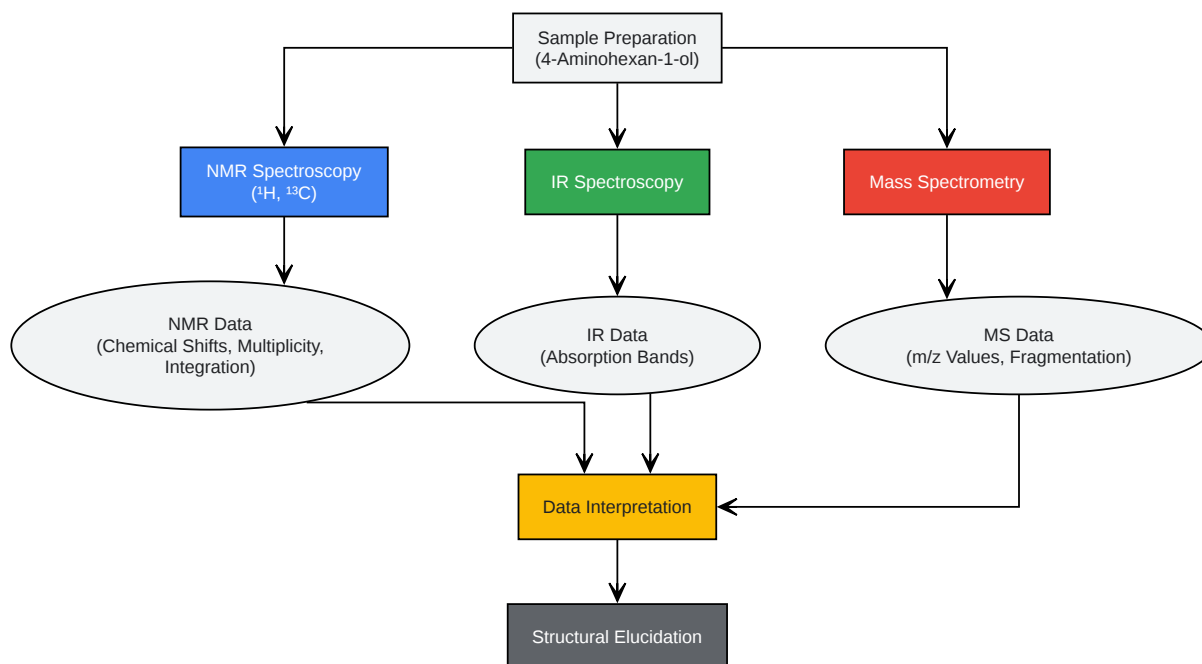 Sample Preparation
(4-Aminohexan-1-ol)
NMR Spectroscopy
(¹H, ¹³C)
IR Spectroscopy
Mass Spectrometry
NMR Data
(Chemical Shifts, Multiplicity,
Integration)
IR Data
(Absorption Bands)
MS Data
(m/z Values, Fragmentation)
Data Interpretation
Structural Elucidation